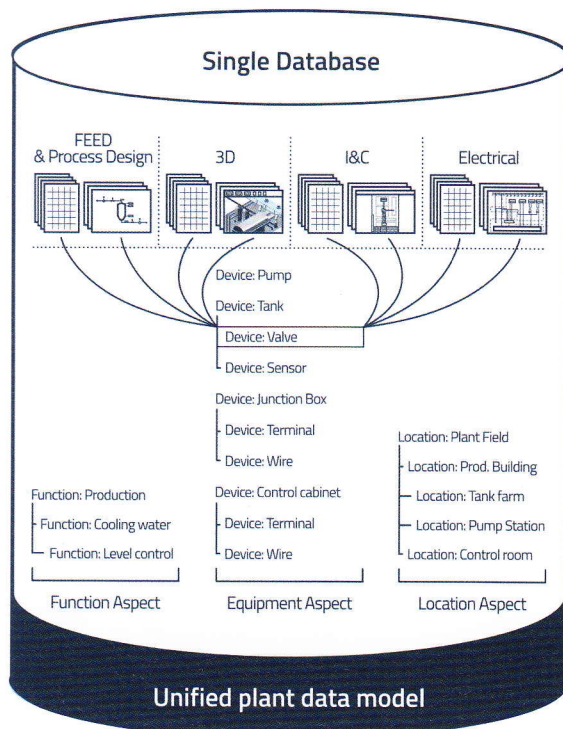 Single Database
FEED
& Process Design
3D
I&C
Electrical
Device: Pump
Device: Tank
Device: Valve
Device: Sensor
Device: Junction Box
Device: Terminal
Device: Wire
Device: Control cabinet
Device: Terminal
Device: Wire
Function: Production
Function: Cooling water
Function: Level control
Location: Plant Field
Location: Prod. Building
Location: Tank farm
Location: Pump Station
Location: Control room
Function Aspect
Equipment Aspect
Location Aspect
Unified plant data model